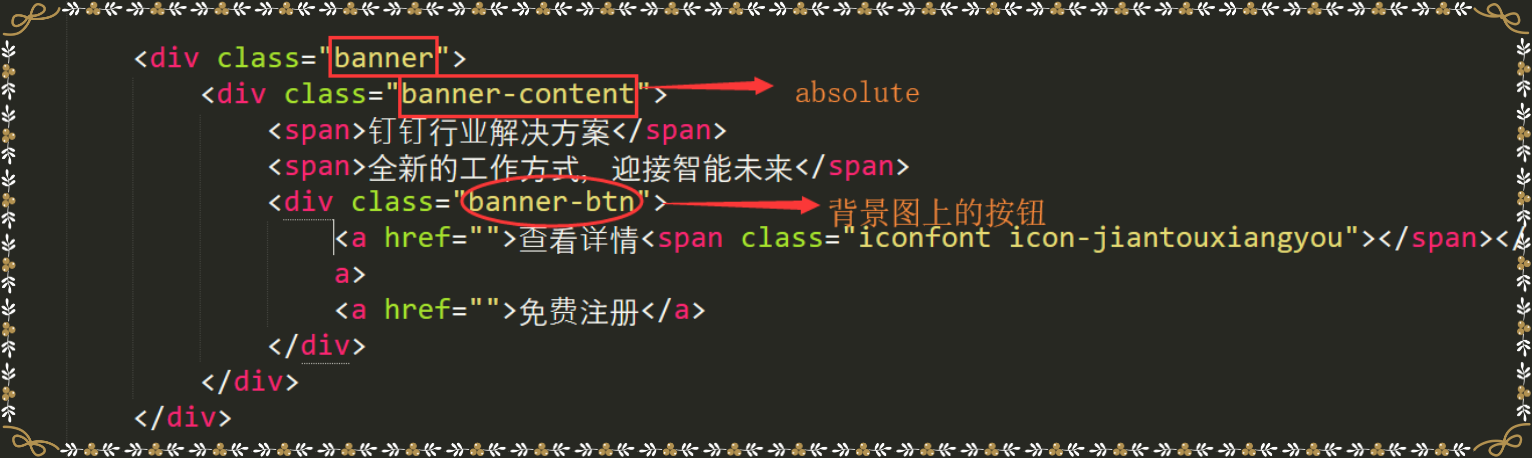 <div class="banner">
<div class="banner-content"> absolute
<span>钉钉行业解决方案</span>
<span>全新的工作方式，迎接智能未来</span>
<div class="banner-btn"> 背景图上的按钮
<a href="">查看详情<span class="iconfont icon-jiantouxiangyou"></span></
a>
<a href="">免费注册</a>
</div>
</div>
</div>